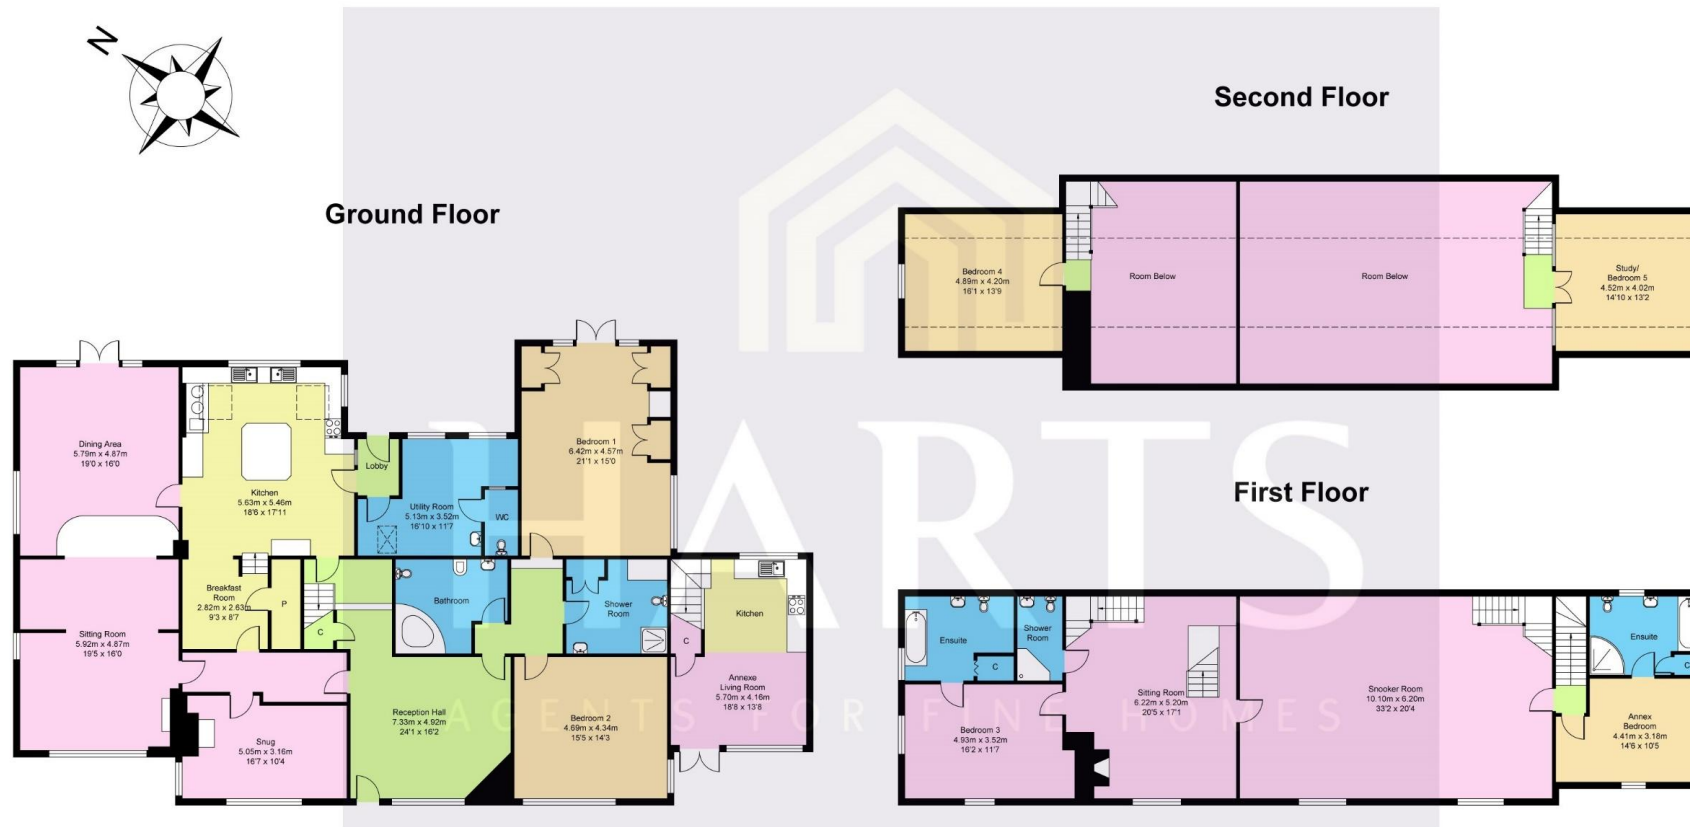 N
Second Floor
Ground Floor
Bedroom 4
4.89m x 4.20m
16'1 x 13'9
Room Below
Room Below
Study/
Bedroom 5
4.52m x 4.02m
14'10 x 13'2
Dining Area
5.79m x 4.87m
19'0 x 16'0
Kitchen
5.63m x 5.46m
18'6 x 17'11
Lobby
Utility Room
5.13m x 3.52m
16'10 x 11'7
WC
Bedroom 1
6.42m x 4.57m
21'1 x 15'0
HARTS
AGENTS FOR FINE HOMES
First Floor
Breakfast
Room
2.82m x 2.63m
9'3 x 8'7
P
C
Bathroom
Shower
Room
Kitchen
C
Sitting Room
5.92m x 4.87m
19'5 x 16'0
Annexe
Living Room
5.70m x 4.16m
18'8 x 13'8
Reception Hall
7.33m x 4.92m
24'1 x 16'2
Bedroom 2
4.69m x 4.34m
15'5 x 14'3
Snug
5.05m x 3.16m
16'7 x 10'4
Ensuite
C
Shower
Room
Sitting Room
6.22m x 5.20m
20'5 x 17'1
Snooker Room
10.10m x 6.20m
33'2 x 20'4
Ensuite
C
Bedroom 3
4.93m x 3.52m
16'2 x 11'7
Annex
Bedroom
4.41m x 3.18m
14'6 x 10'5